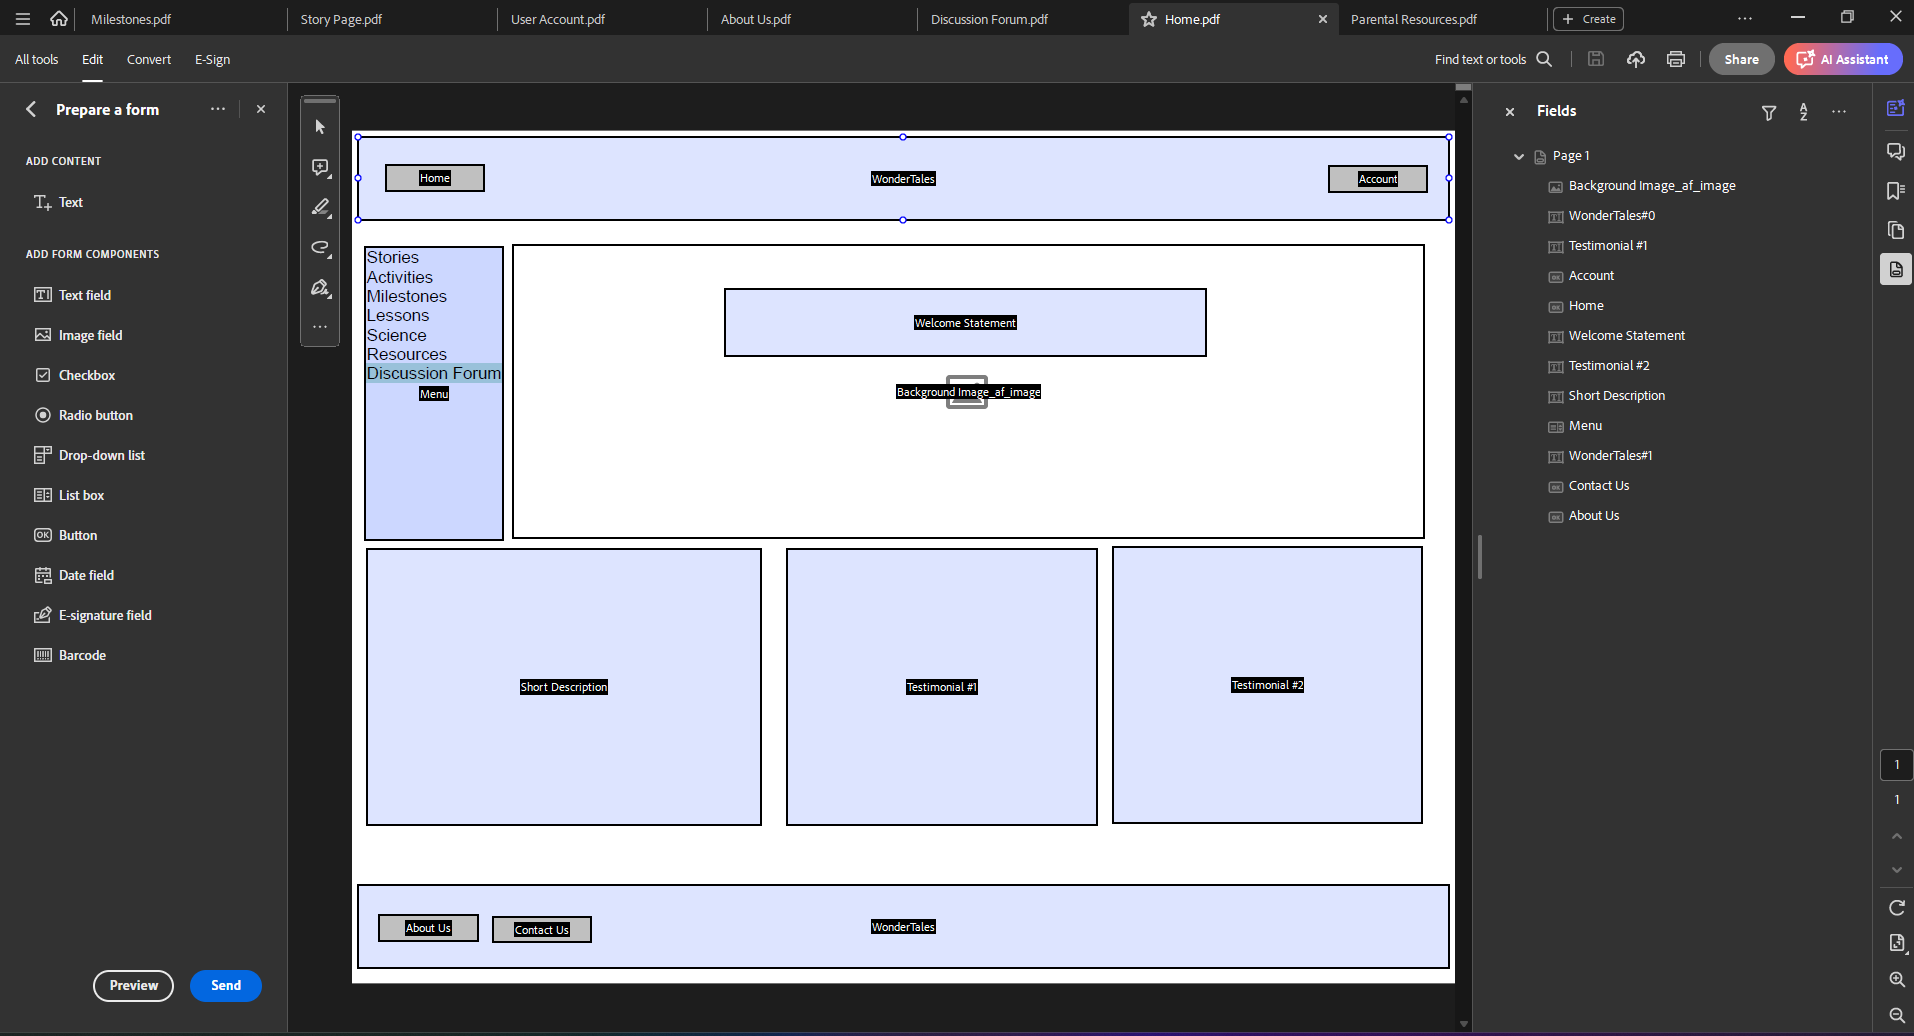 Milestones.pdf
Story Page.pdf
User Account.pdf
About Us.pdf
Discussion Forum.pdf
Home.pdf
Parental Resources.pdf
Create
All tools
Edit
Convert
E-Sign
Find text or tools
Share
AI Assistant
Prepare a form
ADD CONTENT
Text
ADD FORM COMPONENTS
Text field
Image field
Checkbox
Radio button
Drop-down list
List box
Button
Date field
E-signature field
Barcode
Preview
Send
Home
WonderTales
Account
Stories
Activities
Milestones
Lessons
Science
Resources
Discussion Forum
Menu
Welcome Statement
Background Image_af_image
Short Description
Testimonial #1
Testimonial #2
About Us
Contact Us
WonderTales
Fields
Page 1
Background Image_af_image
WonderTales#0
Testimonial #1
Account
Home
Welcome Statement
Testimonial #2
Short Description
Menu
WonderTales#1
Contact Us
About Us
1
1